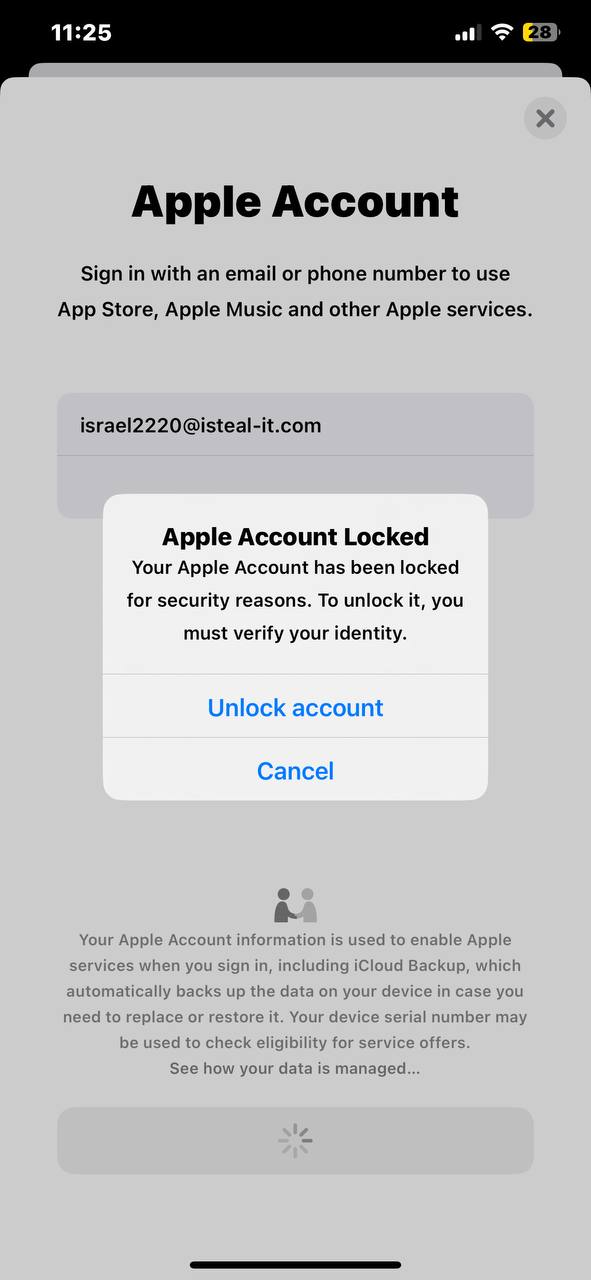 11:25
28
Apple Account
Sign in with an email or phone number to use
App Store, Apple Music and other Apple services.
israel2220@isteal-it.com
Apple Account Locked
Your Apple Account has been locked
for security reasons. To unlock it, you
must verify your identity.
Unlock account
Cancel
Your Apple Account information is used to enable Apple
services when you sign in, including iCloud Backup, which
automatically backs up the data on your device in case you
need to replace or restore it. Your device serial number may
be used to check eligibility for service offers.
See how your data is managed...